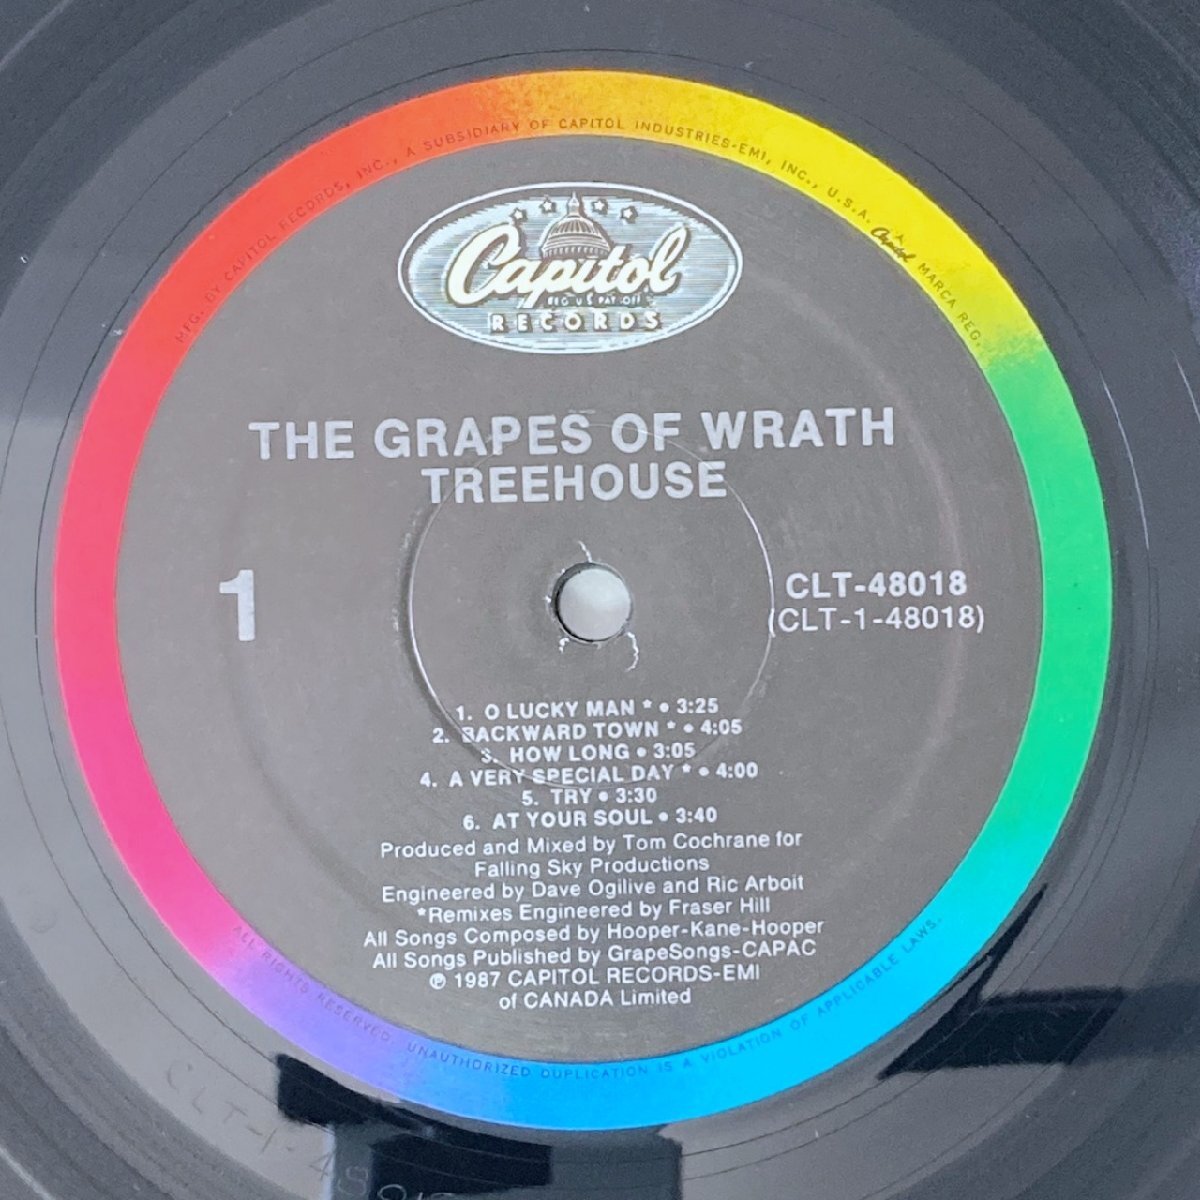 MFG. BY CAPITOL RECORDS, INC., A SUBSIDIARY OF CAPITOL INDUSTRIES-EMI, INC., U.S.A. A Capitol MARCA REG.
Capitol
REG. U.S. PAT. OFF.
RECORDS
THE GRAPES OF WRATH
TREEHOUSE
1
CLT-48018
(CLT-1-48018)
1. O LUCKY MAN * • 3:25
2. BACKWARD TOWN * • 4:05
3. HOW LONG • 3:05
4. A VERY SPECIAL DAY * • 4:00
5. TRY • 3:30
6. AT YOUR SOUL • 3:40
Produced and Mixed by Tom Cochrane for
Falling Sky Productions
Engineered by Dave Ogilive and Ric Arboit
*Remixes Engineered by Fraser Hill
All Songs Composed by Hooper-Kane-Hooper
All Songs Published by GrapeSongs-CAPAC
℗ 1987 CAPITOL RECORDS-EMI
of CANADA Limited
ALL RIGHTS RESERVED. UNAUTHORIZED DUPLICATION IS A VIOLATION OF APPLICABLE LAWS.